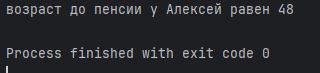 возраст до пенсии у Алексей равен 48
Process finished with exit code 0